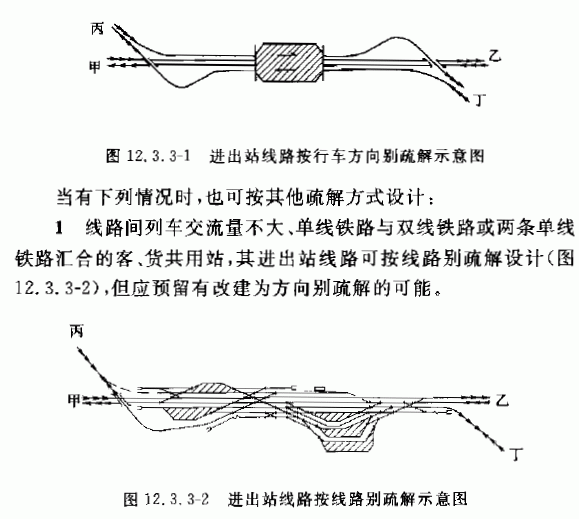 丙
甲
乙
丁
图 12.3.3-1 进出站线路按行车方向别疏解示意图
当有下列情况时,也可按其他疏解方式设计:
1 线路间列车交流量不大、单线铁路与双线铁路或两条单线
铁路汇合的客、货共用站,其进出站线路可按线路别疏解设计(图
12.3.3-2),但应预留有改建为方向别疏解的可能。
丙
甲
乙
丁
图 12.3.3-2 进出站线路按线路别疏解示意图